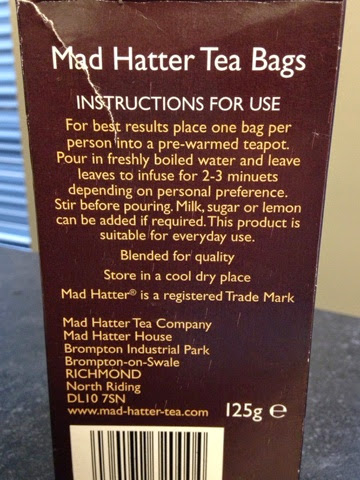 Mad Hatter Tea Bags
INSTRUCTIONS FOR USE
For best results place one bag per
person into a pre-warmed teapot.
Pour in freshly boiled water and leave
leaves to infuse for 2-3 minuets
depending on personal preference.
Stir before pouring. Milk, sugar or lemon
can be added if required. This product is
suitable for everyday use.
Blended for quality
Store in a cool dry place
Mad Hatter® is a registered Trade Mark
Mad Hatter Tea Company
Mad Hatter House
Brompton Industrial Park
Brompton-on-Swale
RICHMOND
North Riding
DL10 7SN
www.mad-hatter-tea.com
125g ℮